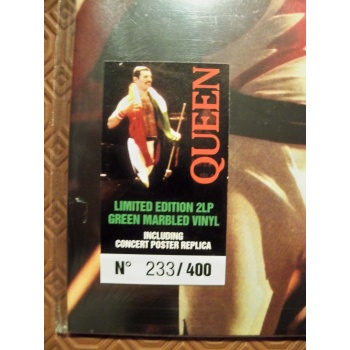 QUEEN
LIMITED EDITION 2LP
GREEN MARBLED VINYL
INCLUDING
CONCERT POSTER REPLICA
N° 233/400